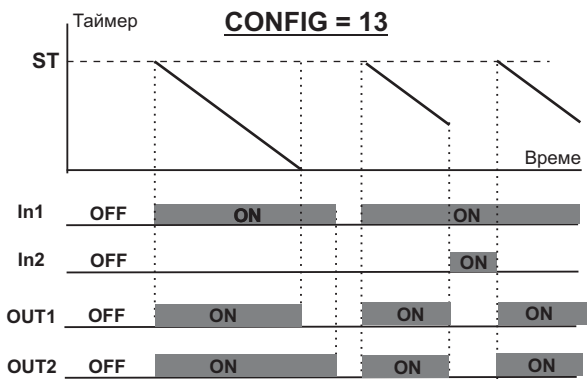 Таймер
CONFIG = 13
ST
Време
In1 OFF ON ON
In2 OFF ON
OUT1 OFF ON ON ON
OUT2 OFF ON ON ON